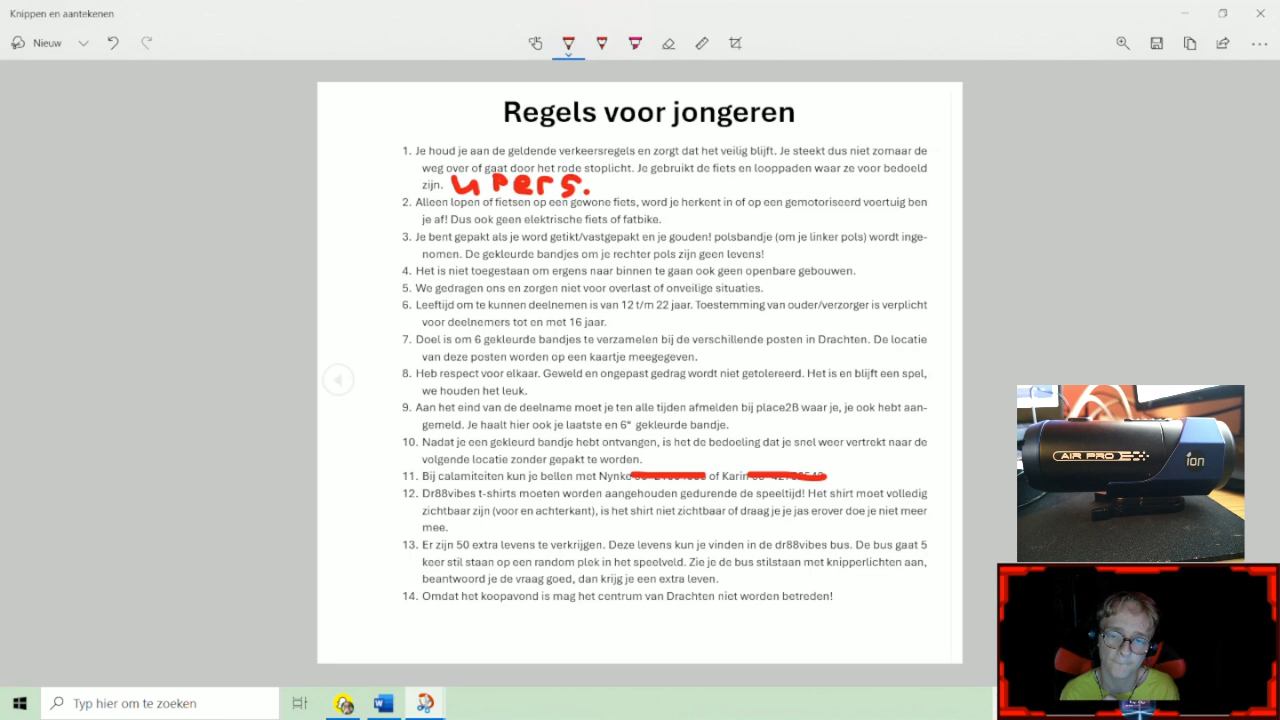 Knippen en aantekenen
Nieuw
Regels voor jongeren
1. Je houd je aan de geldende verkeersregels en zorgt dat het veilig blijft. Je steekt dus niet zomaar de
weg over of gaat door het rode stoplicht. Je gebruikt de fiets en looppaden waar ze voor bedoeld
zijn.
2. Alleen lopen of fietsen op een gewone fiets, word je herkent in of op een gemotoriseerd voertuig ben
je af! Dus ook geen elektrische fiets of fatbike.
3. Je bent gepakt als je word getikt/vastgepakt en je gouden! polsbandje (om je linker pols) wordt inge-
nomen. De gekleurde bandjes om je rechter pols zijn geen levens!
4. Het is niet toegestaan om ergens naar binnen te gaan ook geen openbare gebouwen.
5. We gedragen ons en zorgen niet voor overlast of onveilige situaties.
6. Leeftijd om te kunnen deelnemen is van 12 t/m 22 jaar. Toestemming van ouder/verzorger is verplicht
voor deelnemers tot en met 16 jaar.
7. Doel is om 6 gekleurde bandjes te verzamelen bij de verschillende posten in Drachten. De locatie
van deze posten worden op een kaartje meegegeven.
8. Heb respect voor elkaar. Geweld en ongepast gedrag wordt niet getolereerd. Het is en blijft een spel,
we houden het leuk.
9. Aan het eind van de deelname moet je ten alle tijden afmelden bij place2B waar je, je ook hebt aan-
gemeld. Je haalt hier ook je laatste en 6e gekleurde bandje.
10. Nadat je een gekleurd bandje hebt ontvangen, is het de bedoeling dat je snel weer vertrekt naar de
volgende locatie zonder gepakt te worden.
11. Bij calamiteiten kun je bellen met Nynke of Karin
12. Dr88vibes t-shirts moeten worden aangehouden gedurende de speeltijd! Het shirt moet volledig
zichtbaar zijn (voor en achterkant), is het shirt niet zichtbaar of draag je je jas erover doe je niet meer
mee.
13. Er zijn 50 extra levens te verkrijgen. Deze levens kun je vinden in de dr88vibes bus. De bus gaat 5
keer stil staan op een random plek in het speelveld. Zie je de bus stilstaan met knipperlichten aan,
beantwoord je de vraag goed, dan krijg je een extra leven.
14. Omdat het koopavond is mag het centrum van Drachten niet worden betreden!
AIR PRO
ion
Typ hier om te zoeken